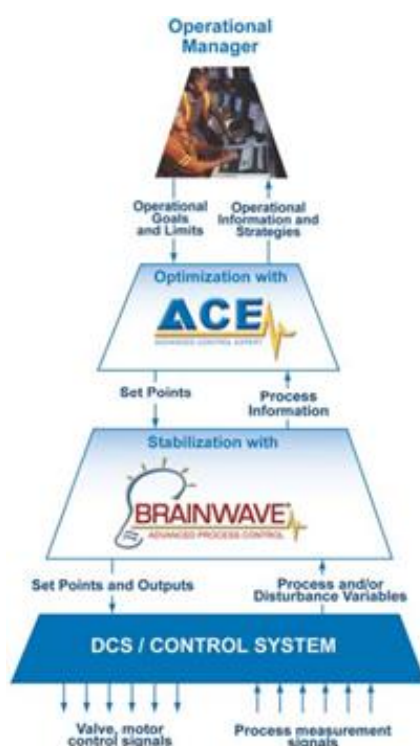 Operational
Manager
Operational
Goals
and Limits
Operational
Information and
Strategies
Optimization with
ACE
ADVANCED CONTROL EXPERT
Set Points
Process
Information
Stabilization with
BRAINWAVE®
ADVANCED PROCESS CONTROL
Set Points and Outputs
Process and/or
Disturbance Variables
DCS / CONTROL SYSTEM
Valve, motor
control signals
Process measurement
signals